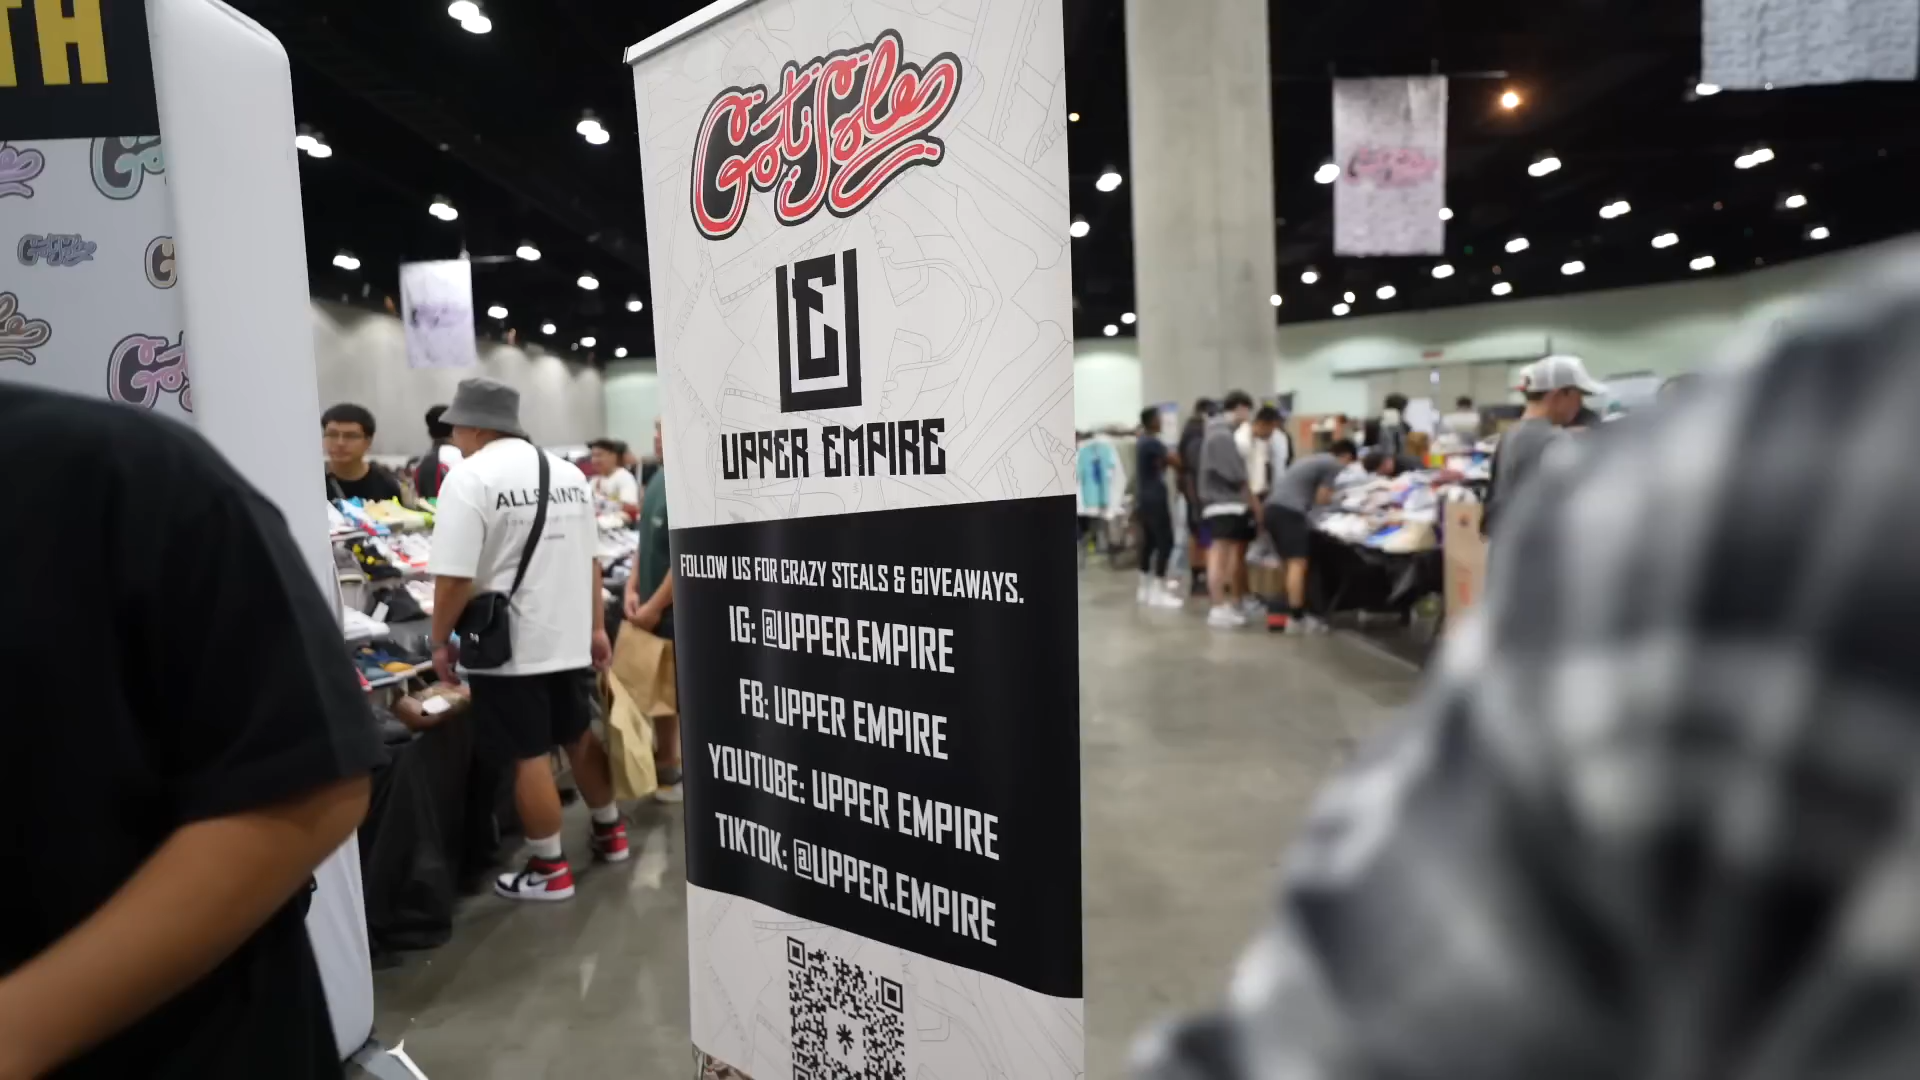 TH
Got Sole
UPPER EMPIRE
FOLLOW US FOR CRAZY STEALS & GIVEAWAYS.
IG: @UPPER.EMPIRE
FB: UPPER EMPIRE
YOUTUBE: UPPER EMPIRE
TIKTOK: @UPPER.EMPIRE
ALLSAINTS